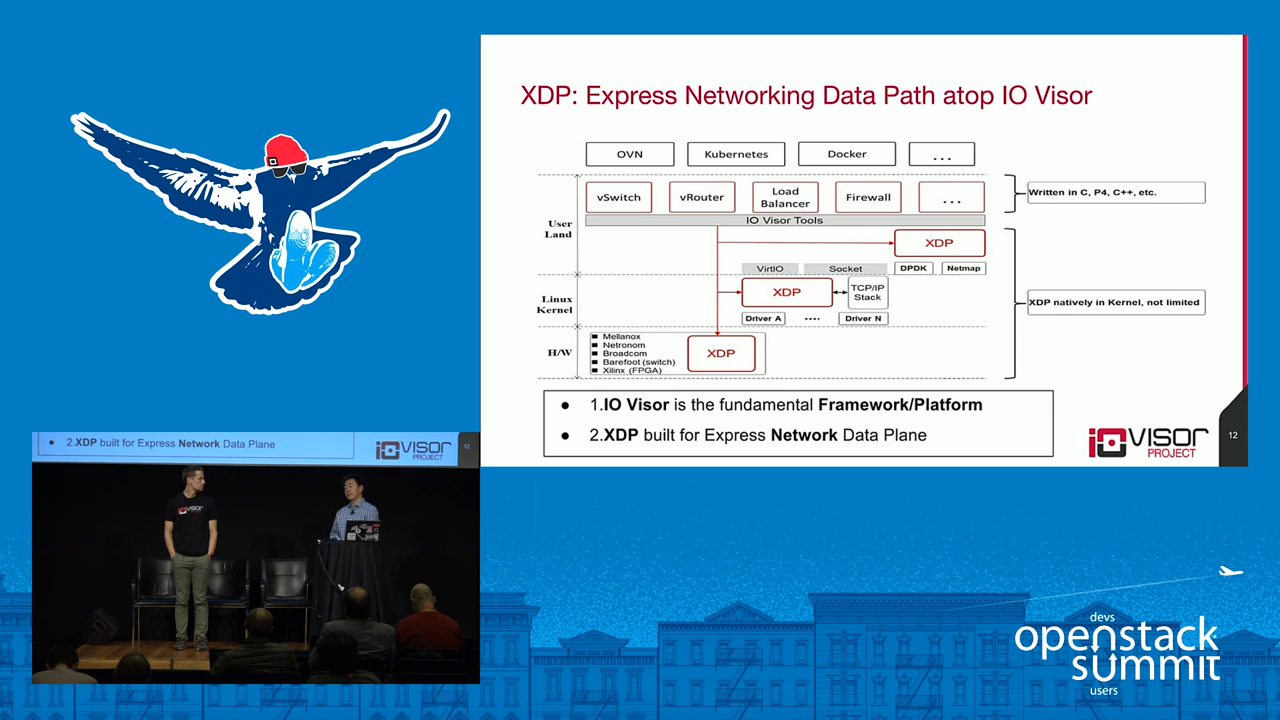 XDP: Express Networking Data Path atop IO Visor
OVN
Kubernetes
Docker
...
vSwitch
vRouter
Load
Balancer
Firewall
...
Written in C, P4, C++, etc.
IO Visor Tools
User
Land
XDP
VirtIO
Socket
DPDK
Netmap
Linux
Kernel
XDP
TCP/IP
Stack
XDP natively in Kernel, not limited
Driver A
....
Driver N
H/W
Mellanox
Netronom
Broadcom
Barefoot (switch)
Xilinx (FPGA)
XDP
1.IO Visor is the fundamental Framework/Platform
2.XDP built for Express Network Data Plane
IO VISOR
PROJECT
12
2.XDP built for Express Network Data Plane
IO VISOR
PROJECT
12
VISOR
devs
openstack
summit
users